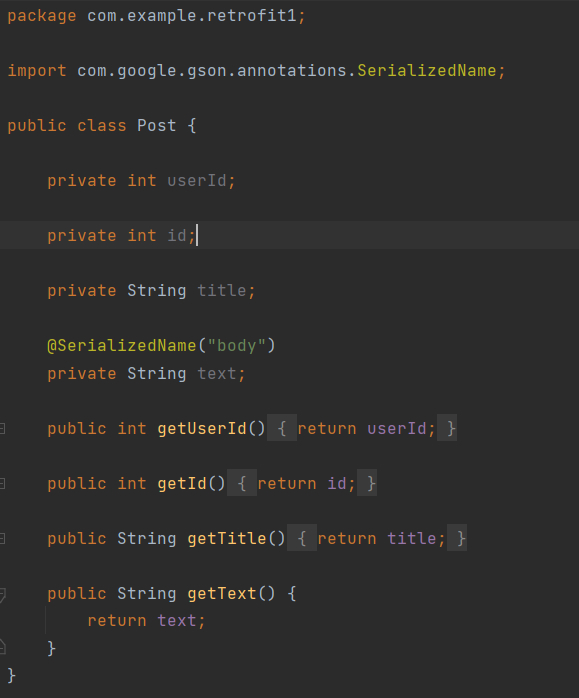 package com.example.retrofit1;
import com.google.gson.annotations.SerializedName;
public class Post {
private int userId;
private int id;
private String title;
@SerializedName("body")
private String text;
public int getUserId() { return userId; }
public int getId() { return id; }
public String getTitle() { return title; }
public String getText() {
return text;
}
}